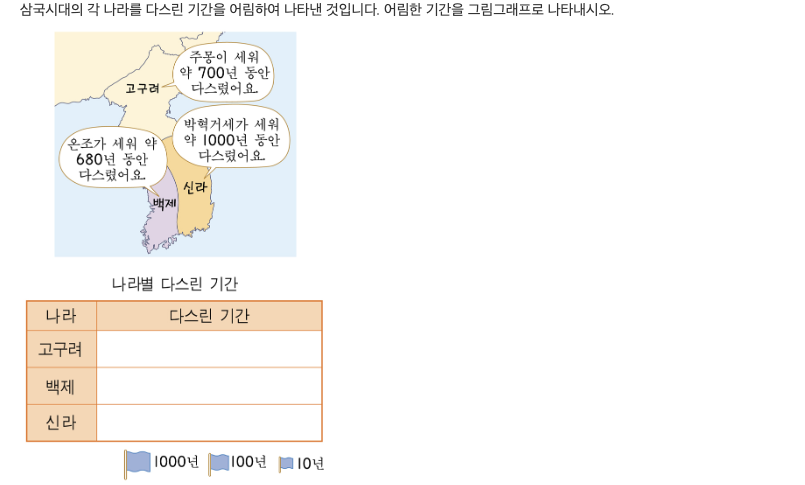 삼국시대의 각 나라를 다스린 기간을 어림하여 나타낸 것입니다. 어림한 기간을 그림그래프로 나타내시오.
주몽이 세워
약 700년 동안
다스렸어요.
고구려
박혁거세가 세워
약 1000년 동안
다스렸어요.
온조가 세워 약
680년 동안
다스렸어요.
신라
백제
나라별 다스린 기간
나라 다스린 기간
고구려
백제
신라
1000년 100년 10년